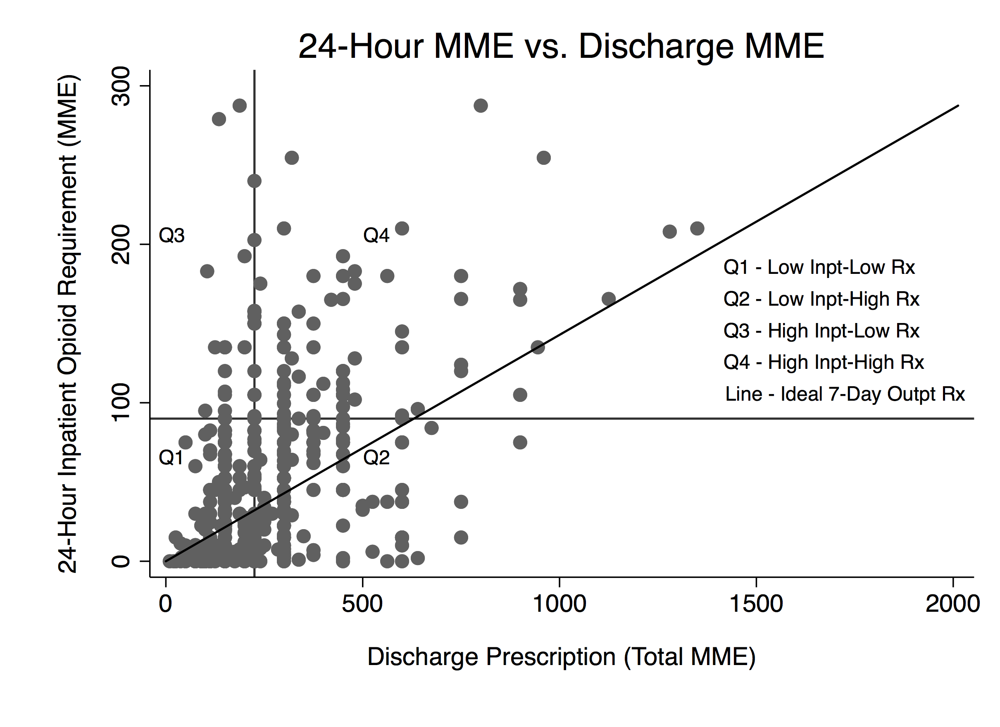 24-Hour MME vs. Discharge MME
24-Hour Inpatient Opioid Requirement (MME)
300
200
100
0
Q3
Q4
Q1
Q2
Q1 - Low Inpt-Low Rx
Q2 - Low Inpt-High Rx
Q3 - High Inpt-Low Rx
Q4 - High Inpt-High Rx
Line - Ideal 7-Day Outpt Rx
0
500
1000
1500
2000
Discharge Prescription (Total MME)